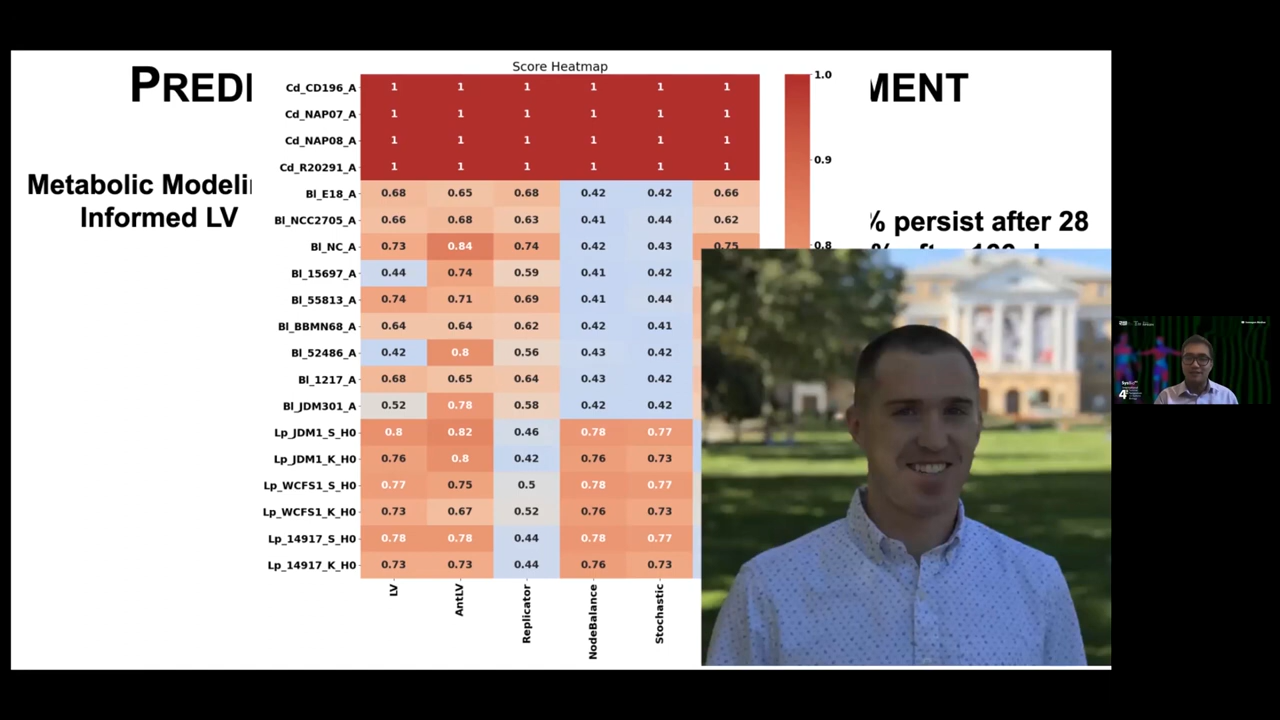 PREDI
MENT
Metabolic Modeli
Informed LV
Score Heatmap
Cd_CD196_A 1 1 1 1 1 1
Cd_NAP07_A 1 1 1 1 1 1
Cd_NAP08_A 1 1 1 1 1 1
Cd_R20291_A 1 1 1 1 1 1
Bl_E18_A 0.68 0.65 0.68 0.42 0.42 0.66
Bl_NCC2705_A 0.66 0.68 0.63 0.41 0.44 0.62
Bl_NC_A 0.73 0.84 0.74 0.42 0.43 0.75
Bl_15697_A 0.44 0.74 0.59 0.41 0.42
Bl_55813_A 0.74 0.71 0.69 0.41 0.44
Bl_BBMN68_A 0.64 0.64 0.62 0.42 0.41
Bl_52486_A 0.42 0.8 0.56 0.43 0.42
Bl_1217_A 0.68 0.65 0.64 0.43 0.42
Bl_JDM301_A 0.52 0.78 0.58 0.42 0.42
Lp_JDM1_S_H0 0.8 0.82 0.46 0.78 0.77
Lp_JDM1_K_H0 0.76 0.8 0.42 0.76 0.73
Lp_WCFS1_S_H0 0.77 0.75 0.5 0.78 0.77
Lp_WCFS1_K_H0 0.73 0.67 0.52 0.76 0.73
Lp_14917_S_H0 0.78 0.78 0.44 0.78 0.77
Lp_14917_K_H0 0.73 0.73 0.44 0.76 0.73
LV
AntLV
Replicator
NodeBalance
Stochastic
1.0
0.9
0.8
% persist after 28